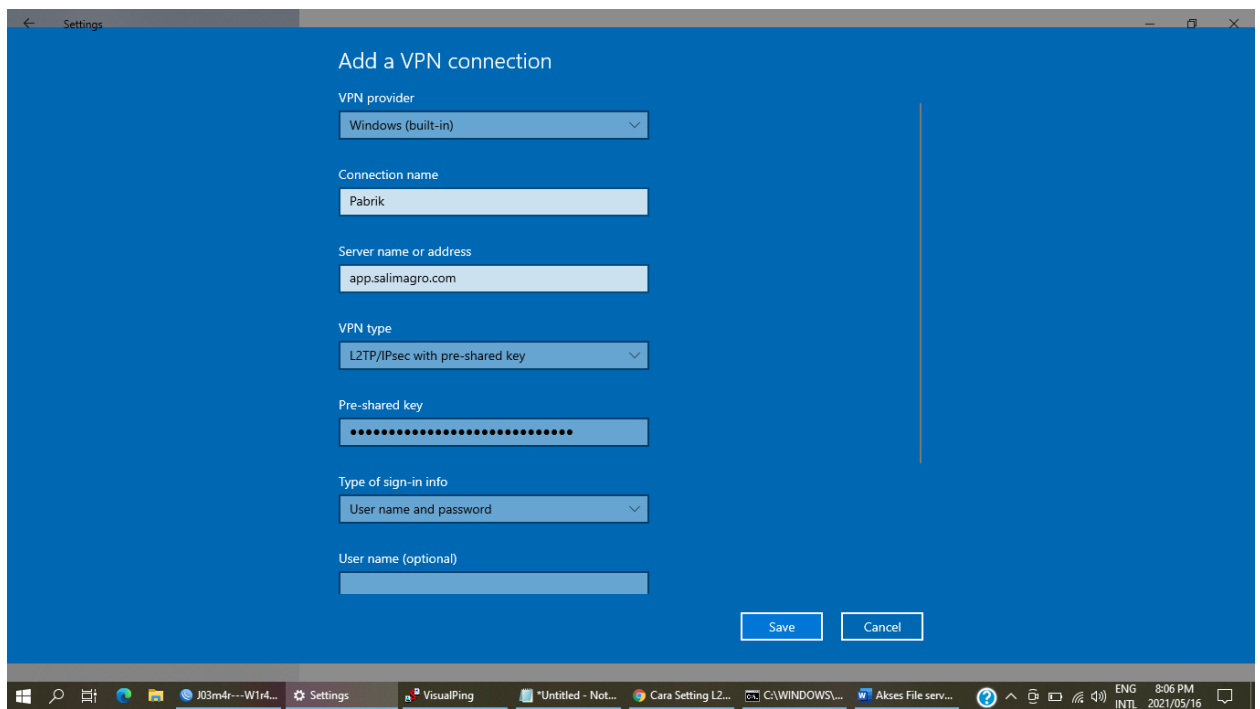 Settings
Add a VPN connection
VPN provider
Windows (built-in)
Connection name
Pabrik
Server name or address
app.salimagro.com
VPN type
L2TP/IPsec with pre-shared key
Pre-shared key
•••••••••••••••••••••••••••••
Type of sign-in info
User name and password
User name (optional)
Save
Cancel
J03m4r---W1r4...
Settings
VisualPing
*Untitled - Not...
Cara Setting L2...
C:\WINDOWS\...
Akses File serv...
ENG
INTL
8:06 PM
2021/05/16